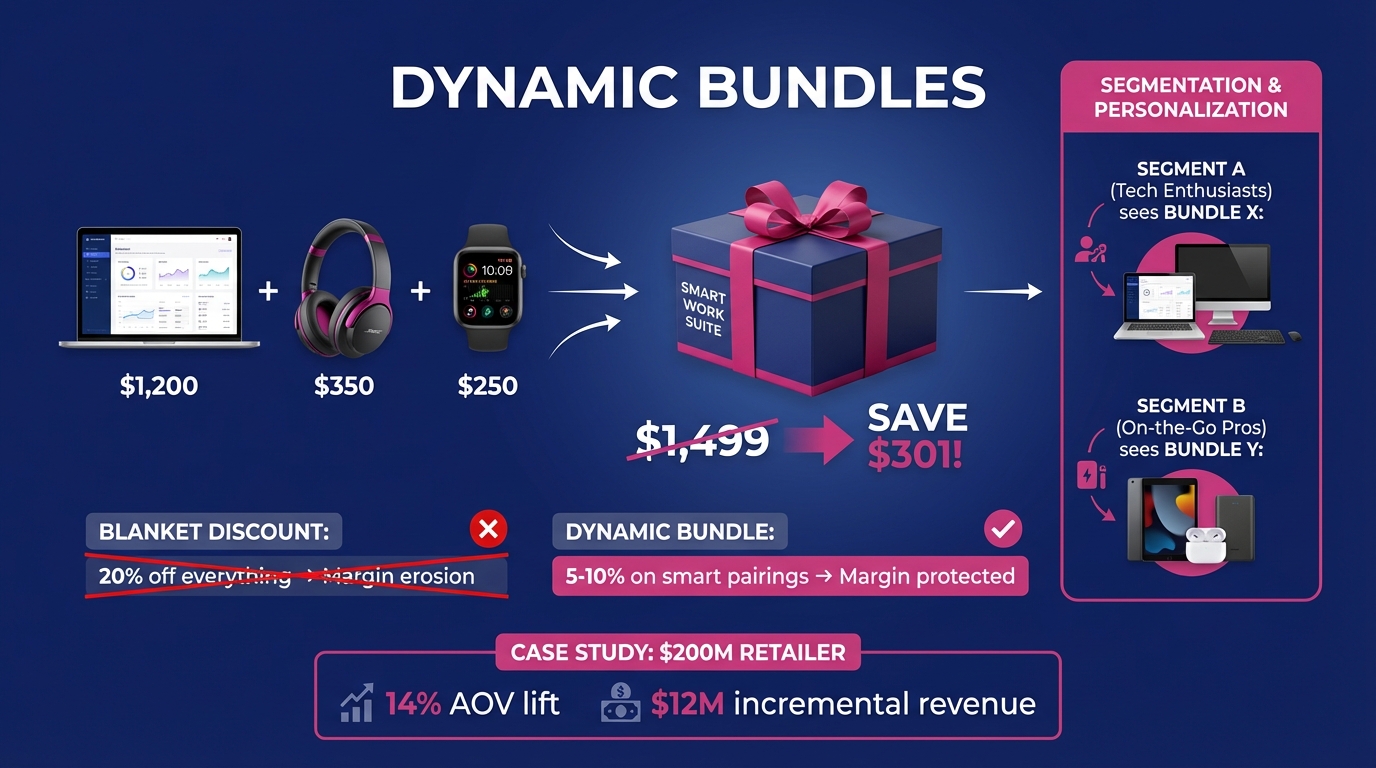 DYNAMIC BUNDLES
$1,200
+
$350
+
$250
10:09
SMART
WORK
SUITE
$1,499
SAVE
$301!
SEGMENTATION &
PERSONALIZATION
SEGMENT A
(Tech Enthusiasts)
sees BUNDLE X:
SEGMENT B
(On-the-Go Pros)
sees BUNDLE Y:
BLANKET DISCOUNT:
20% off everything → Margin erosion
DYNAMIC BUNDLE:
5-10% on smart pairings → Margin protected
CASE STUDY: $200M RETAILER
14% AOV lift
$12M incremental revenue